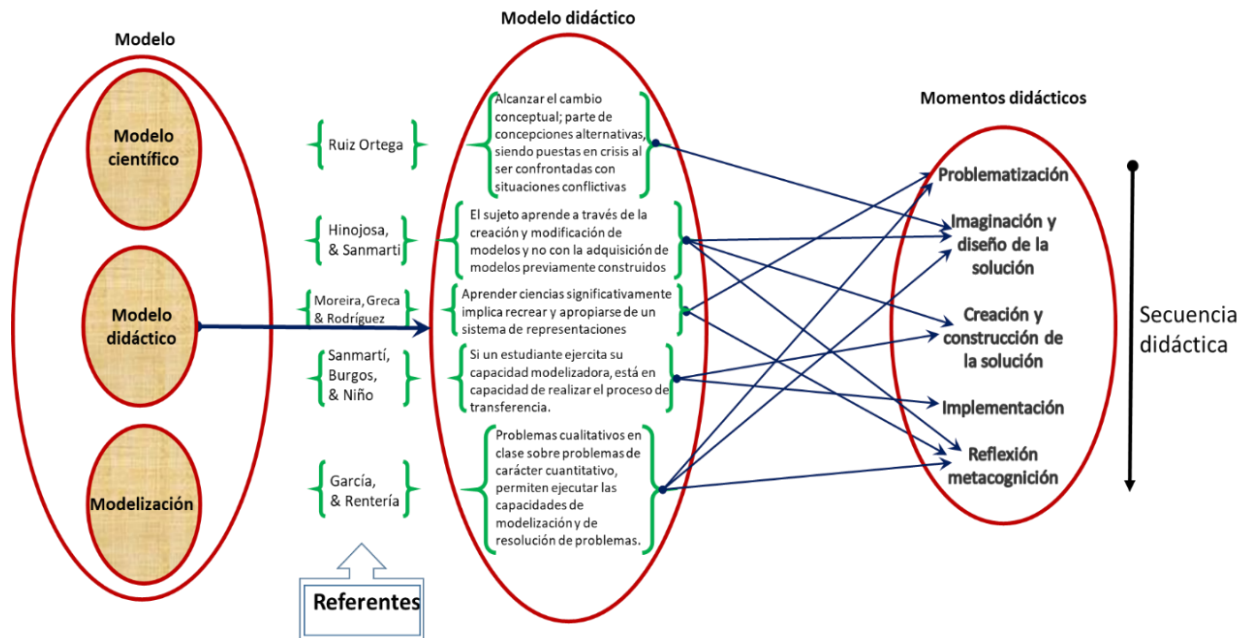 Modelo
Modelo
científico
Modelo
didáctico
Modelización
Ruiz Ortega
Hinojosa,
& Sanmarti
Moreira, Greca
& Rodríguez
Sanmartí,
Burgos,
& Niño
García,
& Rentería
Referentes
Modelo didáctico
Alcanzar el cambio
conceptual; parte de
concepciones alternativas,
siendo puestas en crisis al
ser confrontadas con
situaciones conflictivas
El sujeto aprende a través de la
creación y modificación de
modelos y no con la adquisición de
modelos previamente construidos
Aprender ciencias significativamente
implica recrear y apropiarse de un
sistema de representaciones
Si un estudiante ejercita su
capacidad modelizadora, está en
capacidad de realizar el proceso de
transferencia.
Problemas cualitativos en
clase sobre problemas de
carácter cuantitativo,
permiten ejecutar las
capacidades de
modelización y de
resolución de problemas.
Momentos didácticos
Problematización
Imaginación y
diseño de la
solución
Creación y
construcción de
la solución
Implementación
Reflexión
metacognición
Secuencia
didáctica